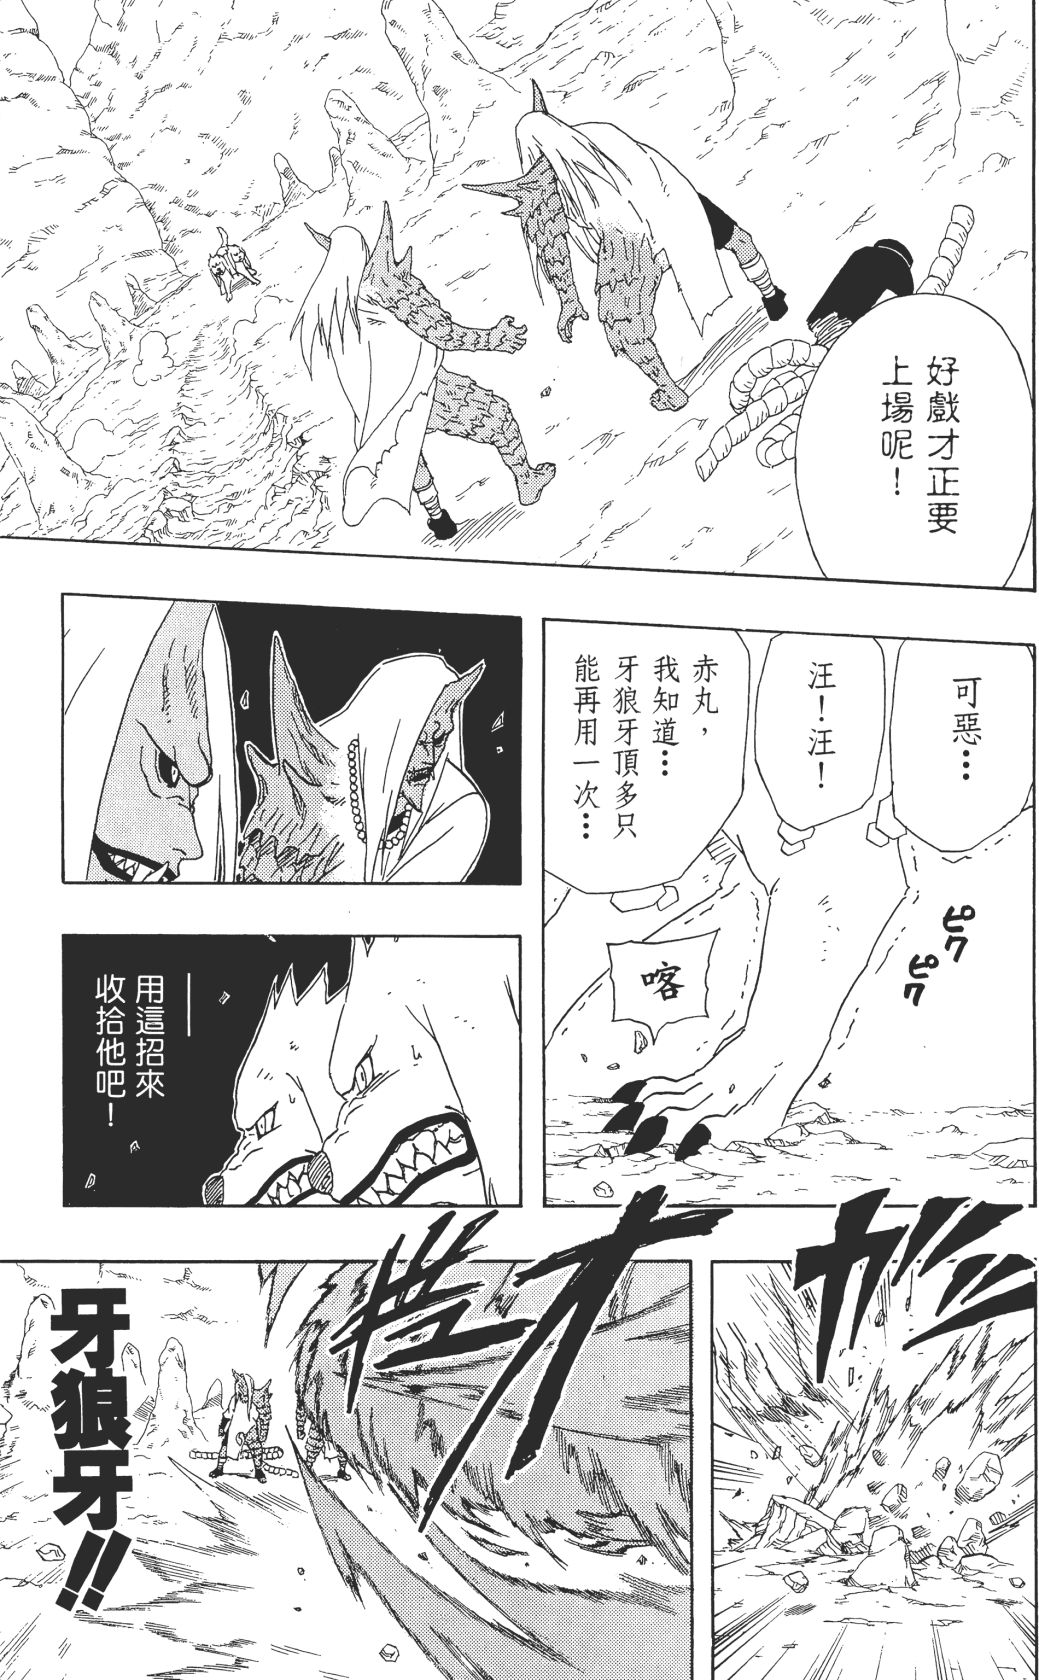 好戲才正要
上場呢！
可惡…
汪！汪！
赤丸，
我知道…
牙狼牙頂多只
能再用一次…
ピク
ピク
喀
——
用這招來
收拾他吧！
ガ
オ
牙狼牙!!